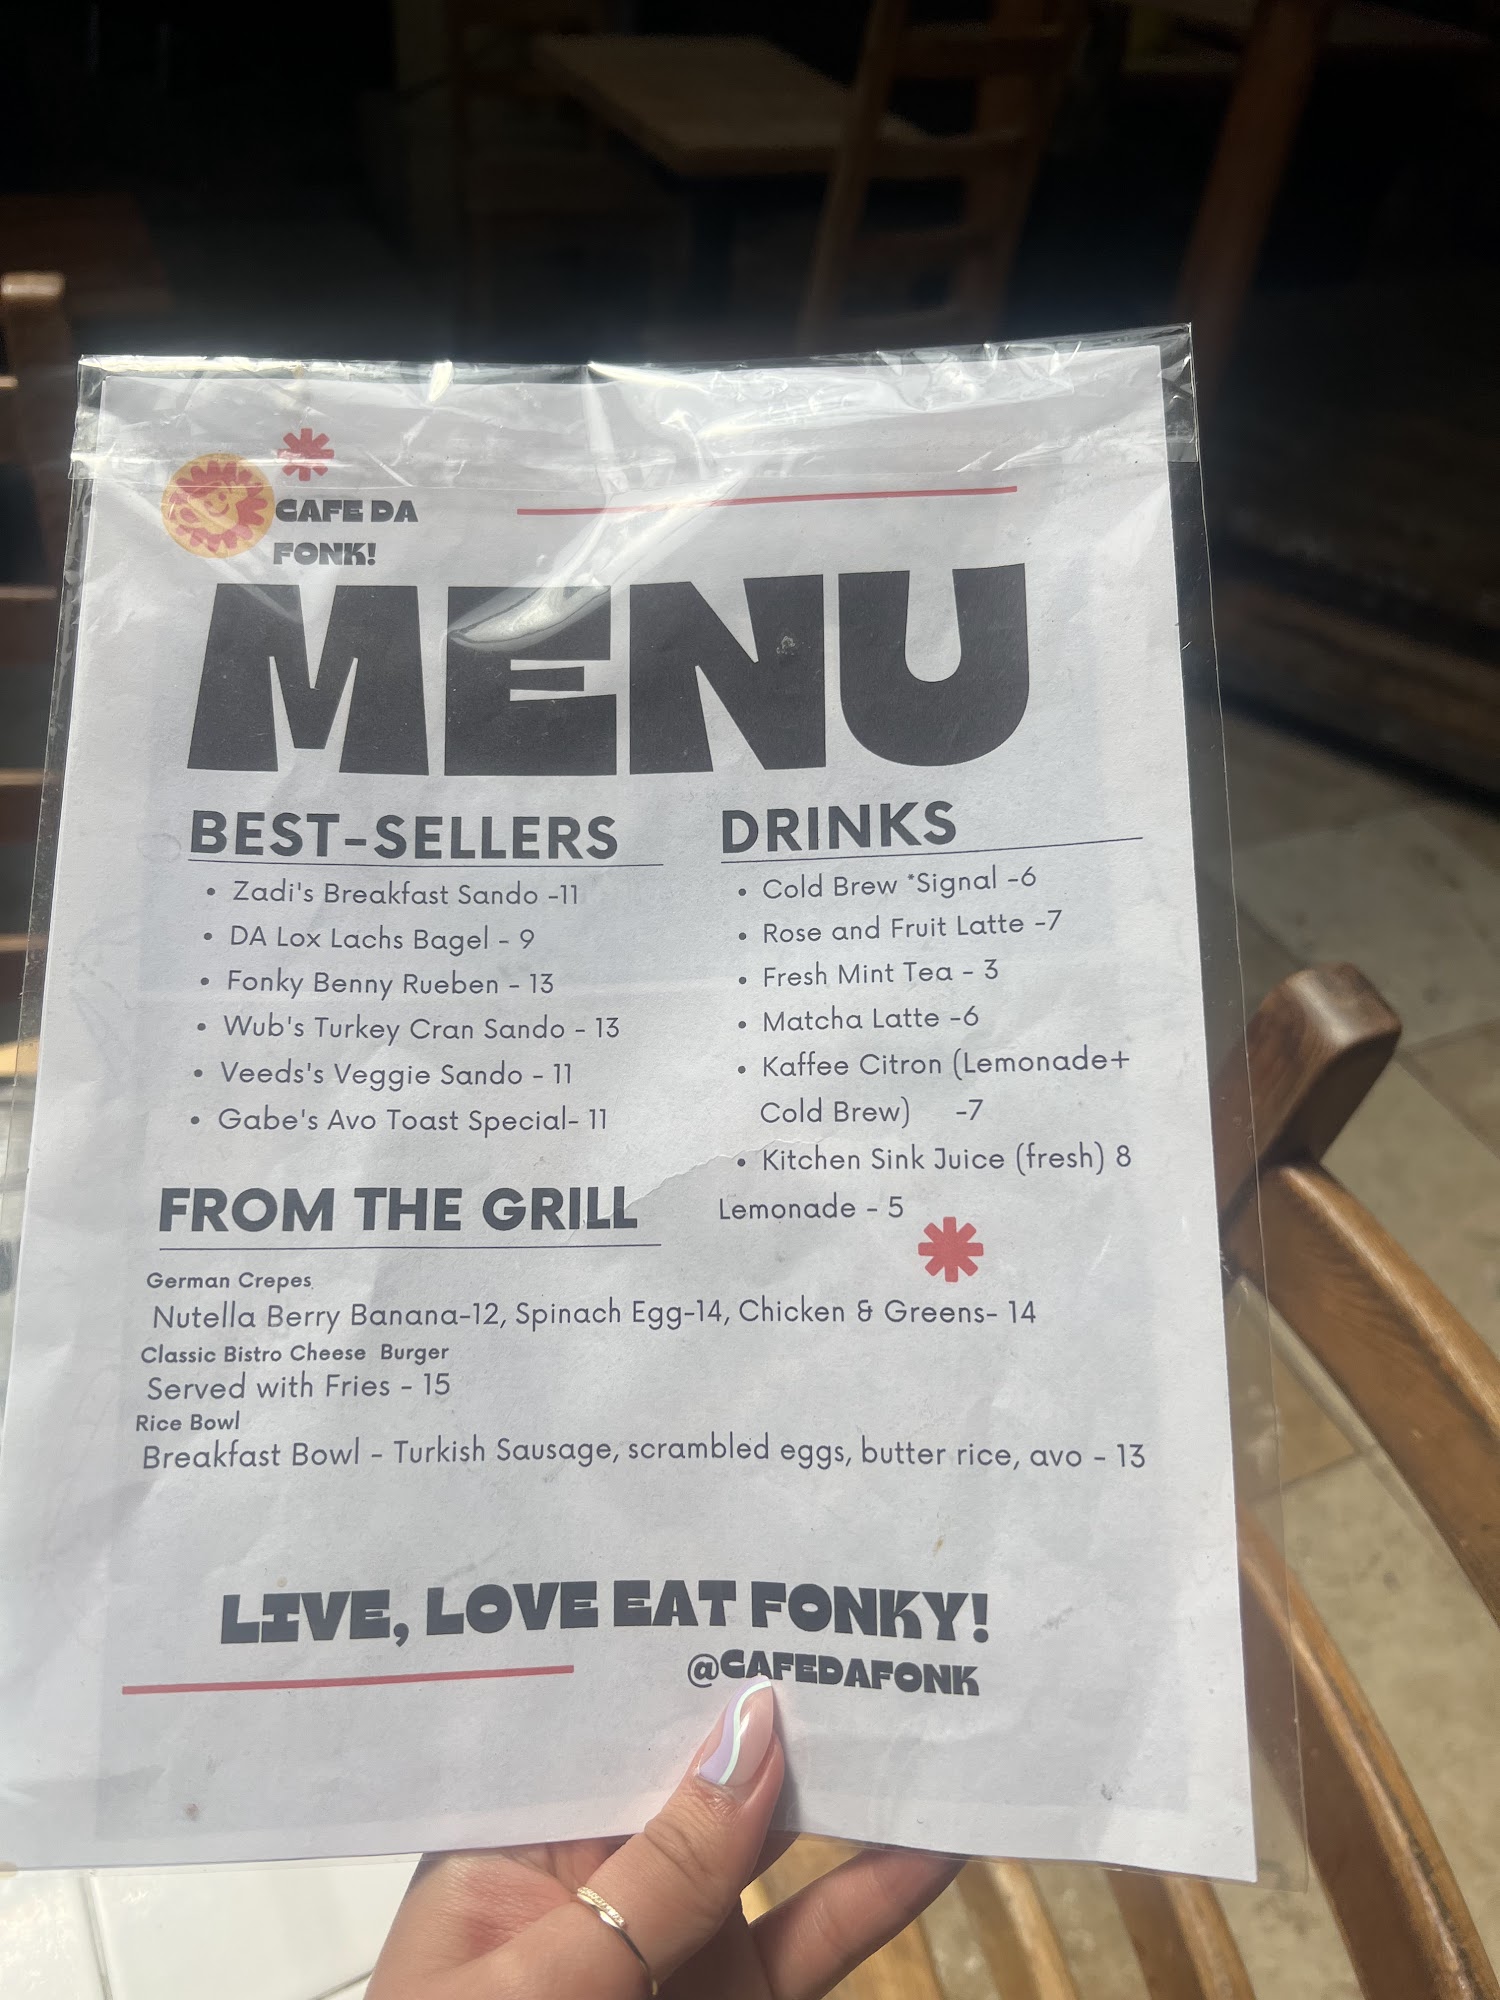 CAFE DA
FONK!
MENU
BEST-SELLERS
• Zadi's Breakfast Sando -11
• DA Lox Lachs Bagel - 9
• Fonky Benny Rueben - 13
• Wub's Turkey Cran Sando - 13
• Veeds's Veggie Sando - 11
• Gabe's Avo Toast Special- 11
DRINKS
• Cold Brew *Signal -6
• Rose and Fruit Latte -7
• Fresh Mint Tea - 3
• Matcha Latte -6
• Kaffee Citron (Lemonade+
Cold Brew) -7
• Kitchen Sink Juice (fresh) 8
Lemonade - 5
FROM THE GRILL
German Crepes
Nutella Berry Banana-12, Spinach Egg-14, Chicken & Greens- 14
Classic Bistro Cheese Burger
Served with Fries - 15
Rice Bowl
Breakfast Bowl - Turkish Sausage, scrambled eggs, butter rice, avo - 13
LIVE, LOVE EAT FONKY!
@CAFEDAFONK